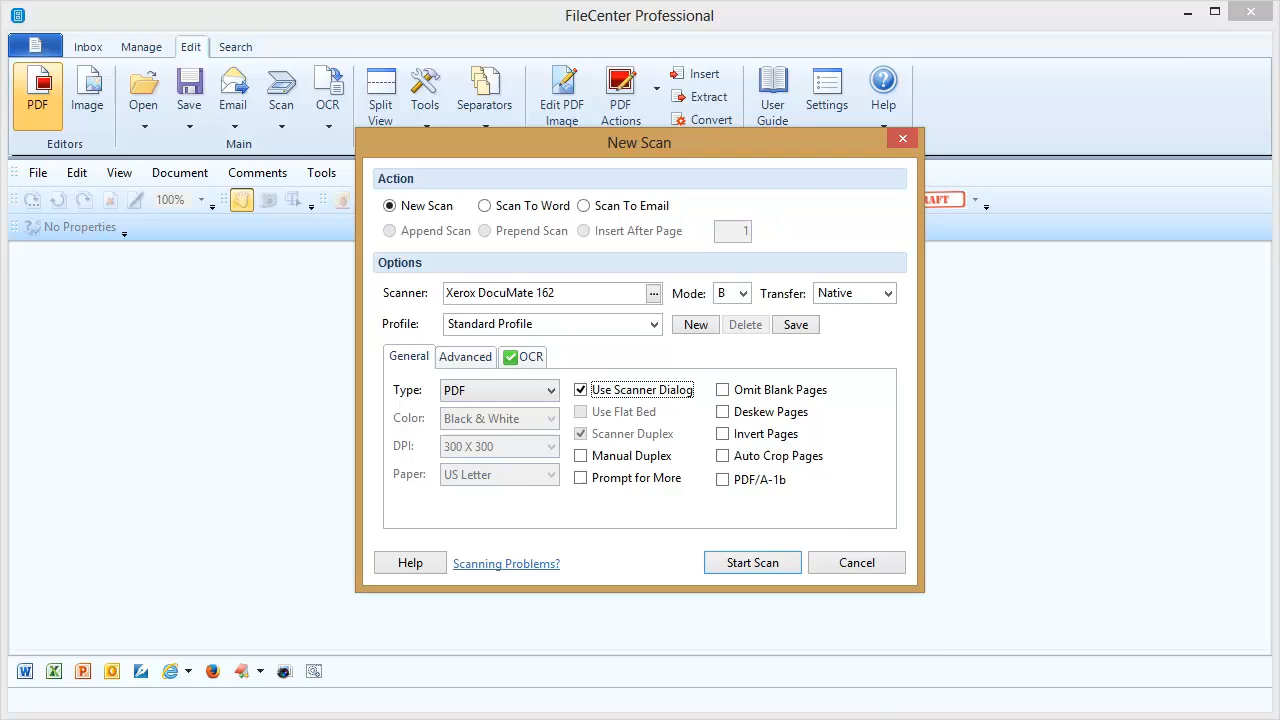 FileCenter Professional
Inbox Manage Edit Search
PDF Image Open Save Email Scan OCR Split View Tools Separators Edit PDF Image PDF Actions Insert Extract Convert User Guide Settings Help
Editors Main
New Scan
File Edit View Document Comments Tools
100%
No Properties
Action
New Scan Scan To Word Scan To Email
Append Scan Prepend Scan Insert After Page 1
Options
Scanner: Xerox DocuMate 162 ... Mode: B Transfer: Native
Profile: Standard Profile New Delete Save
General Advanced OCR
Type: PDF Use Scanner Dialog Omit Blank Pages
Color: Black & White Use Flat Bed Deskew Pages
DPI: 300 X 300 Scanner Duplex Invert Pages
Manual Duplex Auto Crop Pages
Paper: US Letter Prompt for More PDF/A-1b
Help Scanning Problems? Start Scan Cancel